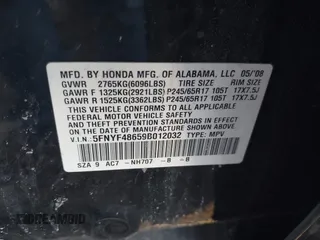 MFD. BY HONDA MFG. OF ALABAMA, LLC 05/'08
GVWR 2765KG(6096LBS)
GAWR F 1325KG(2921LBS) P245/65R17 105T 17X7.5J
GAWR R 1525KG(3362LBS) P245/65R17 105T 17X7.5J
THIS VEHICLE CONFORMS TO ALL APPLICABLE
FEDERAL MOTOR VEHICLE SAFETY AND THEFT
PREVENTION STANDARDS IN EFFECT ON THE DATE
OF MANUFACTURE SHOWN ABOVE.
V.I.N.: 5FNYF48659B012032 TYPE: MPV
SZA 9 AC7 -NH707 -B -B